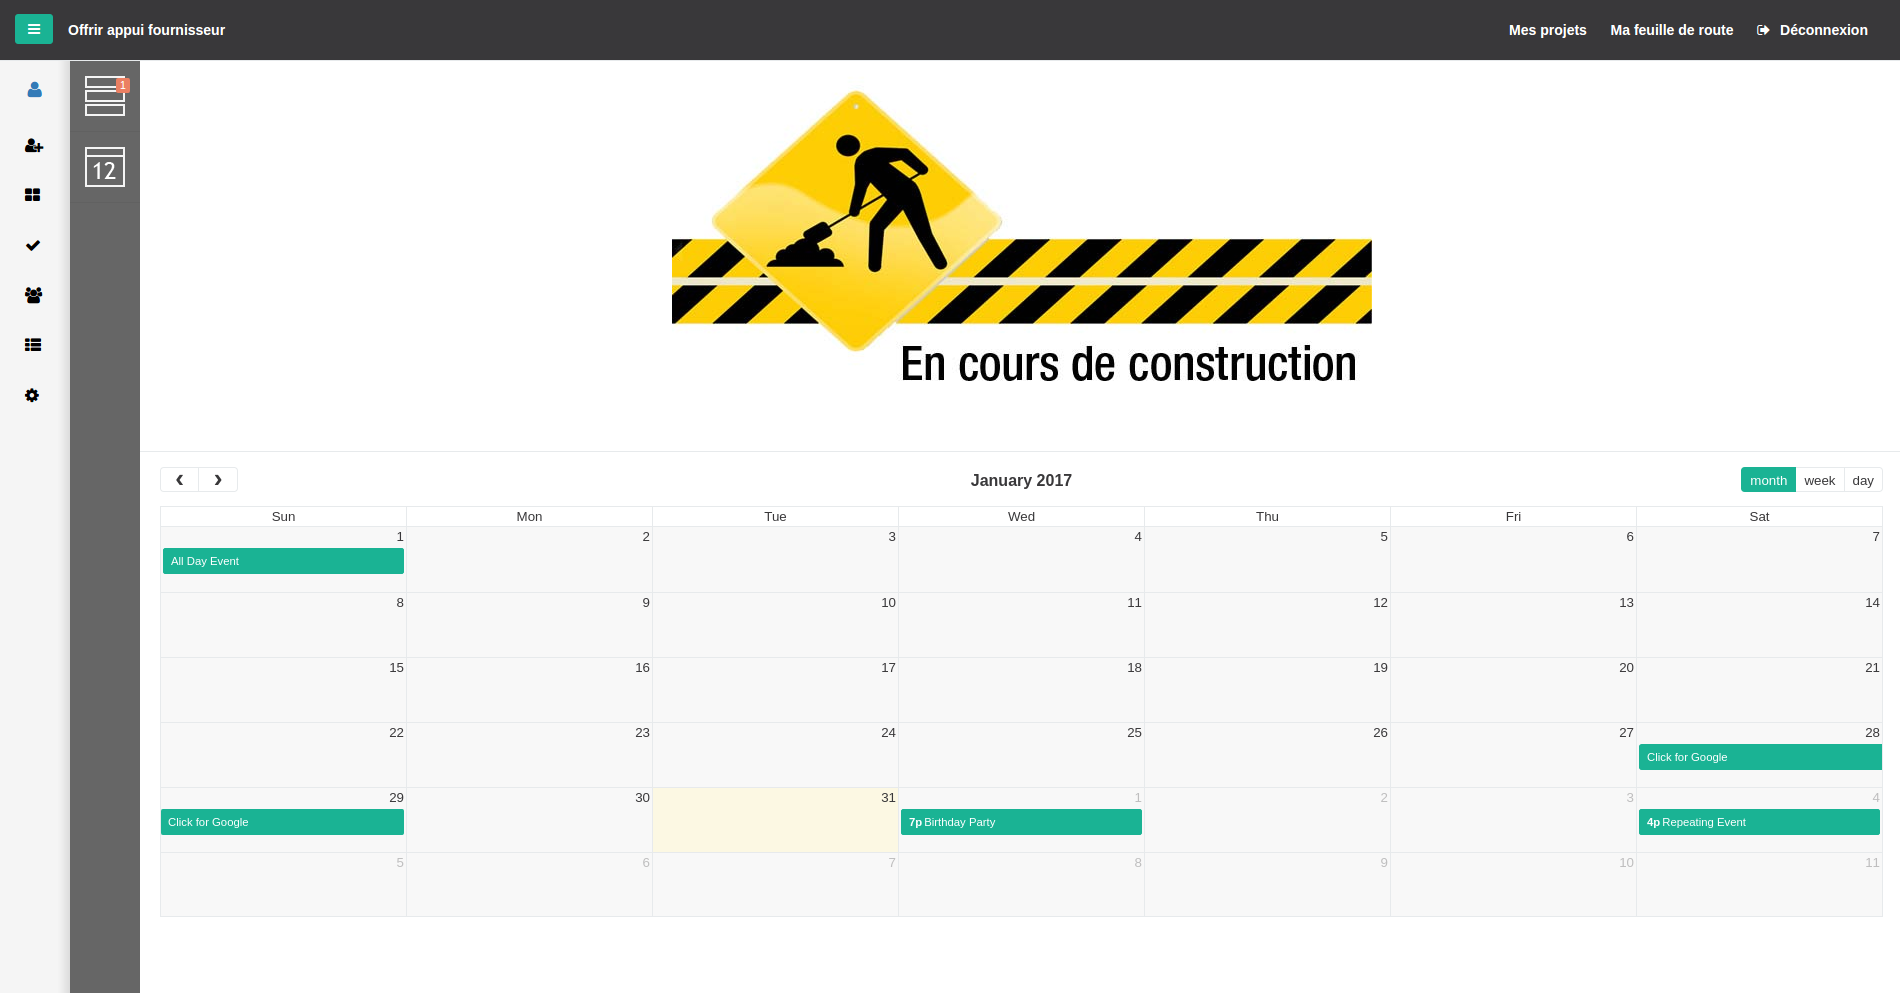 Offrir appui fournisseur
Mes projets Ma feuille de route Déconnexion
1
12
En cours de construction
January 2017
month week day
Sun Mon Tue Wed Thu Fri Sat
1 2 3 4 5 6 7
All Day Event
8 9 10 11 12 13 14
15 16 17 18 19 20 21
22 23 24 25 26 27 28
Click for Google
29 30 31 1 2 3 4
Click for Google 7p Birthday Party 4p Repeating Event
5 6 7 8 9 10 11